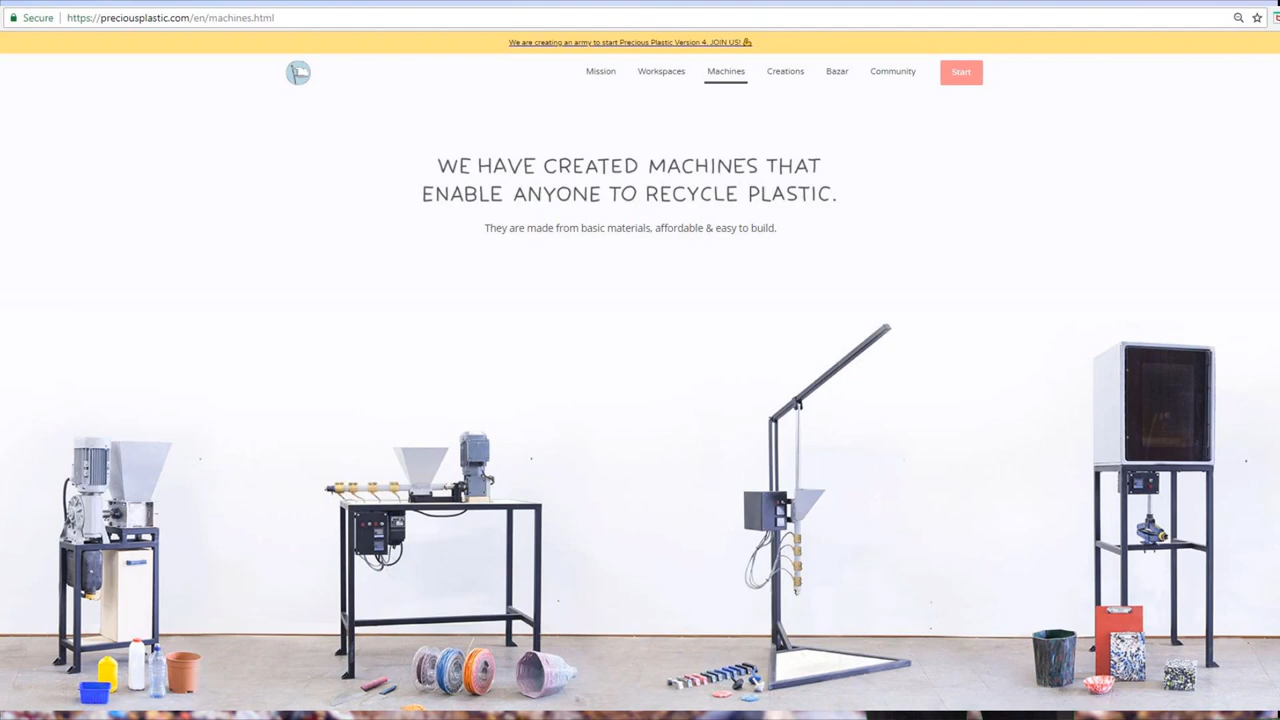 Secure
https://preciousplastic.com/en/machines.html
We are creating an army to start Precious Plastic Version 4. JOIN US!
Mission Workspaces Machines Creations Bazar Community Start
WE HAVE CREATED MACHINES THAT
ENABLE ANYONE TO RECYCLE PLASTIC.
They are made from basic materials, affordable & easy to build.